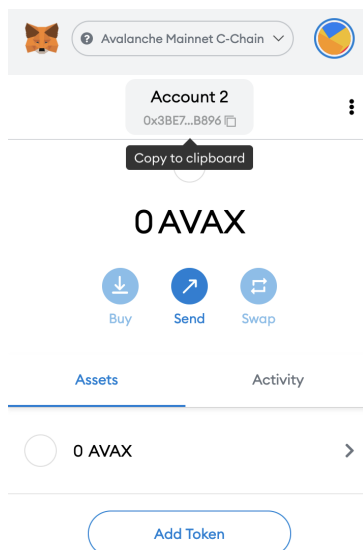 Avalanche Mainnet C-Chain
Account 2
0x3BE7...B896
Copy to clipboard
0 AVAX
Buy Send Swap
Assets Activity
0 AVAX
Add Token